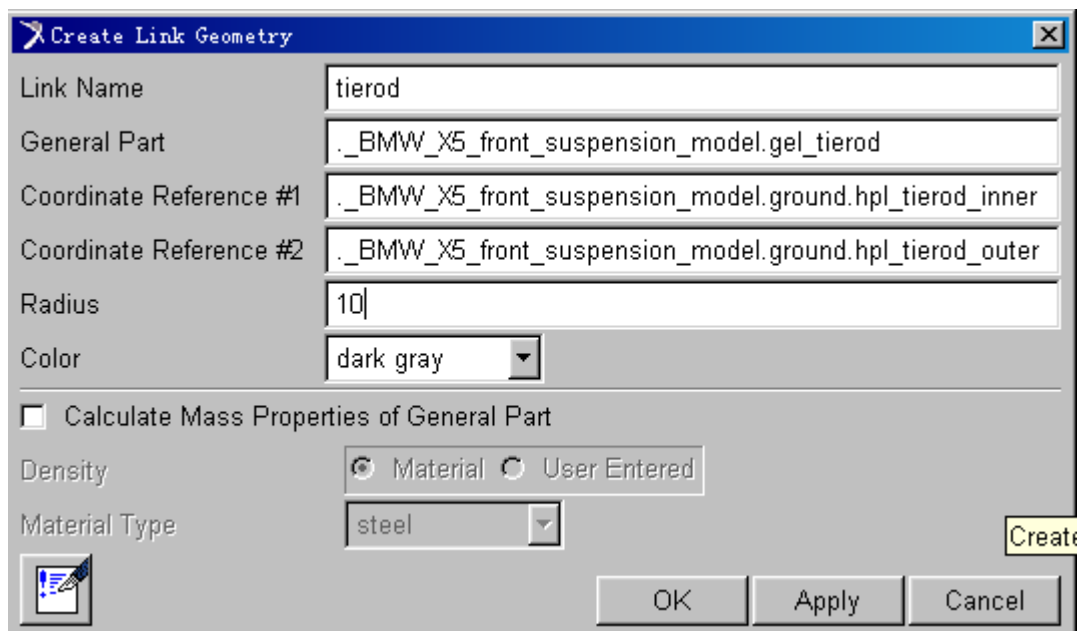 Create Link Geometry
Link Name tierod
General Part ._BMW_X5_front_suspension_model.gel_tierod
Coordinate Reference #1 ._BMW_X5_front_suspension_model.ground.hpl_tierod_inner
Coordinate Reference #2 ._BMW_X5_front_suspension_model.ground.hpl_tierod_outer
Radius 10
Color dark gray
Calculate Mass Properties of General Part
Density Material User Entered
Material Type steel
Create
OK Apply Cancel